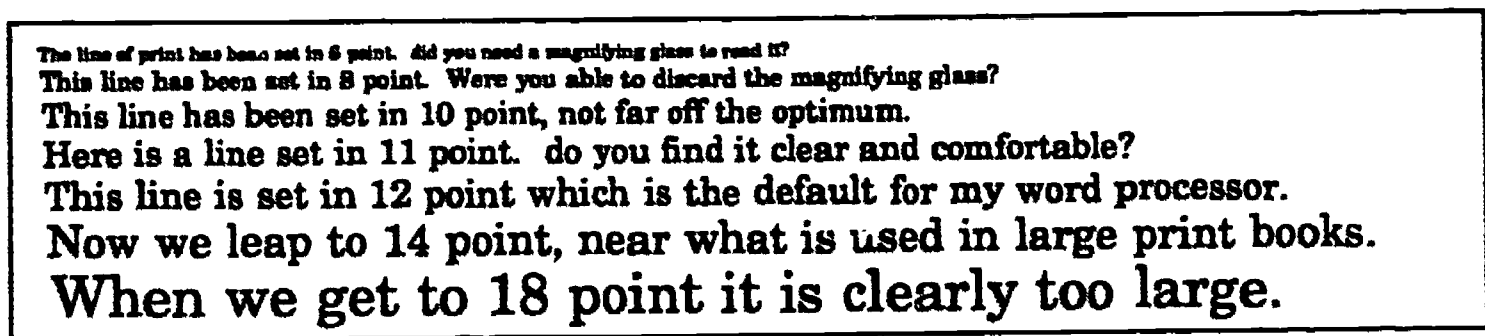 The line of print has been set in 6 point. did you need a magnifying glass to read it?
This line has been set in 8 point. Were you able to discard the magnifying glass?
This line has been set in 10 point, not far off the optimum.
Here is a line set in 11 point. do you find it clear and comfortable?
This line is set in 12 point which is the default for my word processor.
Now we leap to 14 point, near what is used in large print books.
When we get to 18 point it is clearly too large.